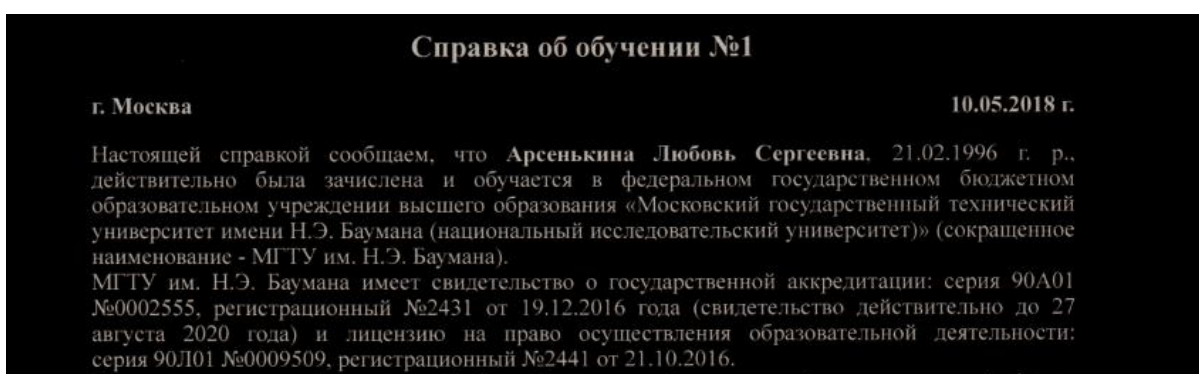 Справка об обучении №1
г. Москва 10.05.2018 г.
Настоящей справкой сообщаем, что Арсенькина Любовь Сергеевна, 21.02.1996 г. р.,
действительно была зачислена и обучается в федеральном государственном бюджетном
образовательном учреждении высшего образования «Московский государственный технический
университет имени Н.Э. Баумана (национальный исследовательский университет)» (сокращенное
наименование - МГТУ им. Н.Э. Баумана).
МГТУ им. Н.Э. Баумана имеет свидетельство о государственной аккредитации: серия 90А01
№0002555, регистрационный №2431 от 19.12.2016 года (свидетельство действительно до 27
августа 2020 года) и лицензию на право осуществления образовательной деятельности:
серия 90Л01 №0009509, регистрационный №2441 от 21.10.2016.